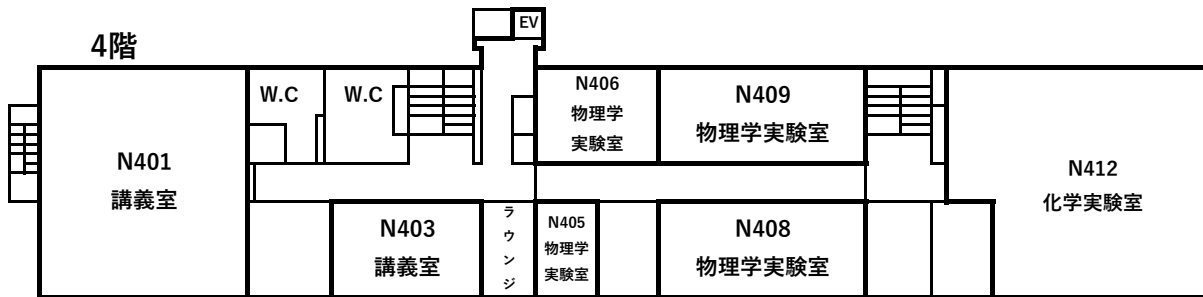 EV
4階
W.C
W.C
N401
講義室
N406
物理学
実験室
N409
物理学実験室
N412
化学実験室
N403
講義室
ラウンジ
N405
物理学
実験室
N408
物理学実験室